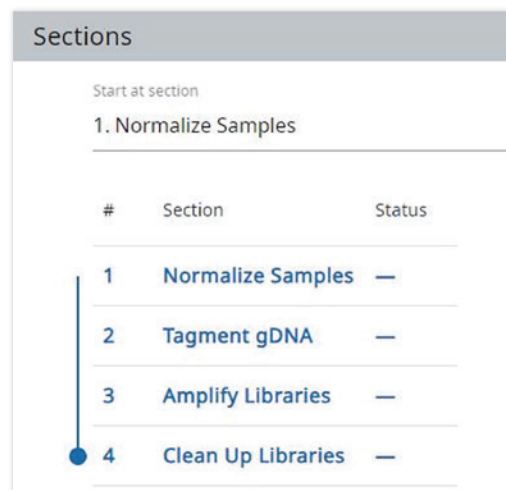 Sections
Start at section
1. Normalize Samples
# Section Status
1 Normalize Samples —
2 Tagment gDNA —
3 Amplify Libraries —
4 Clean Up Libraries —